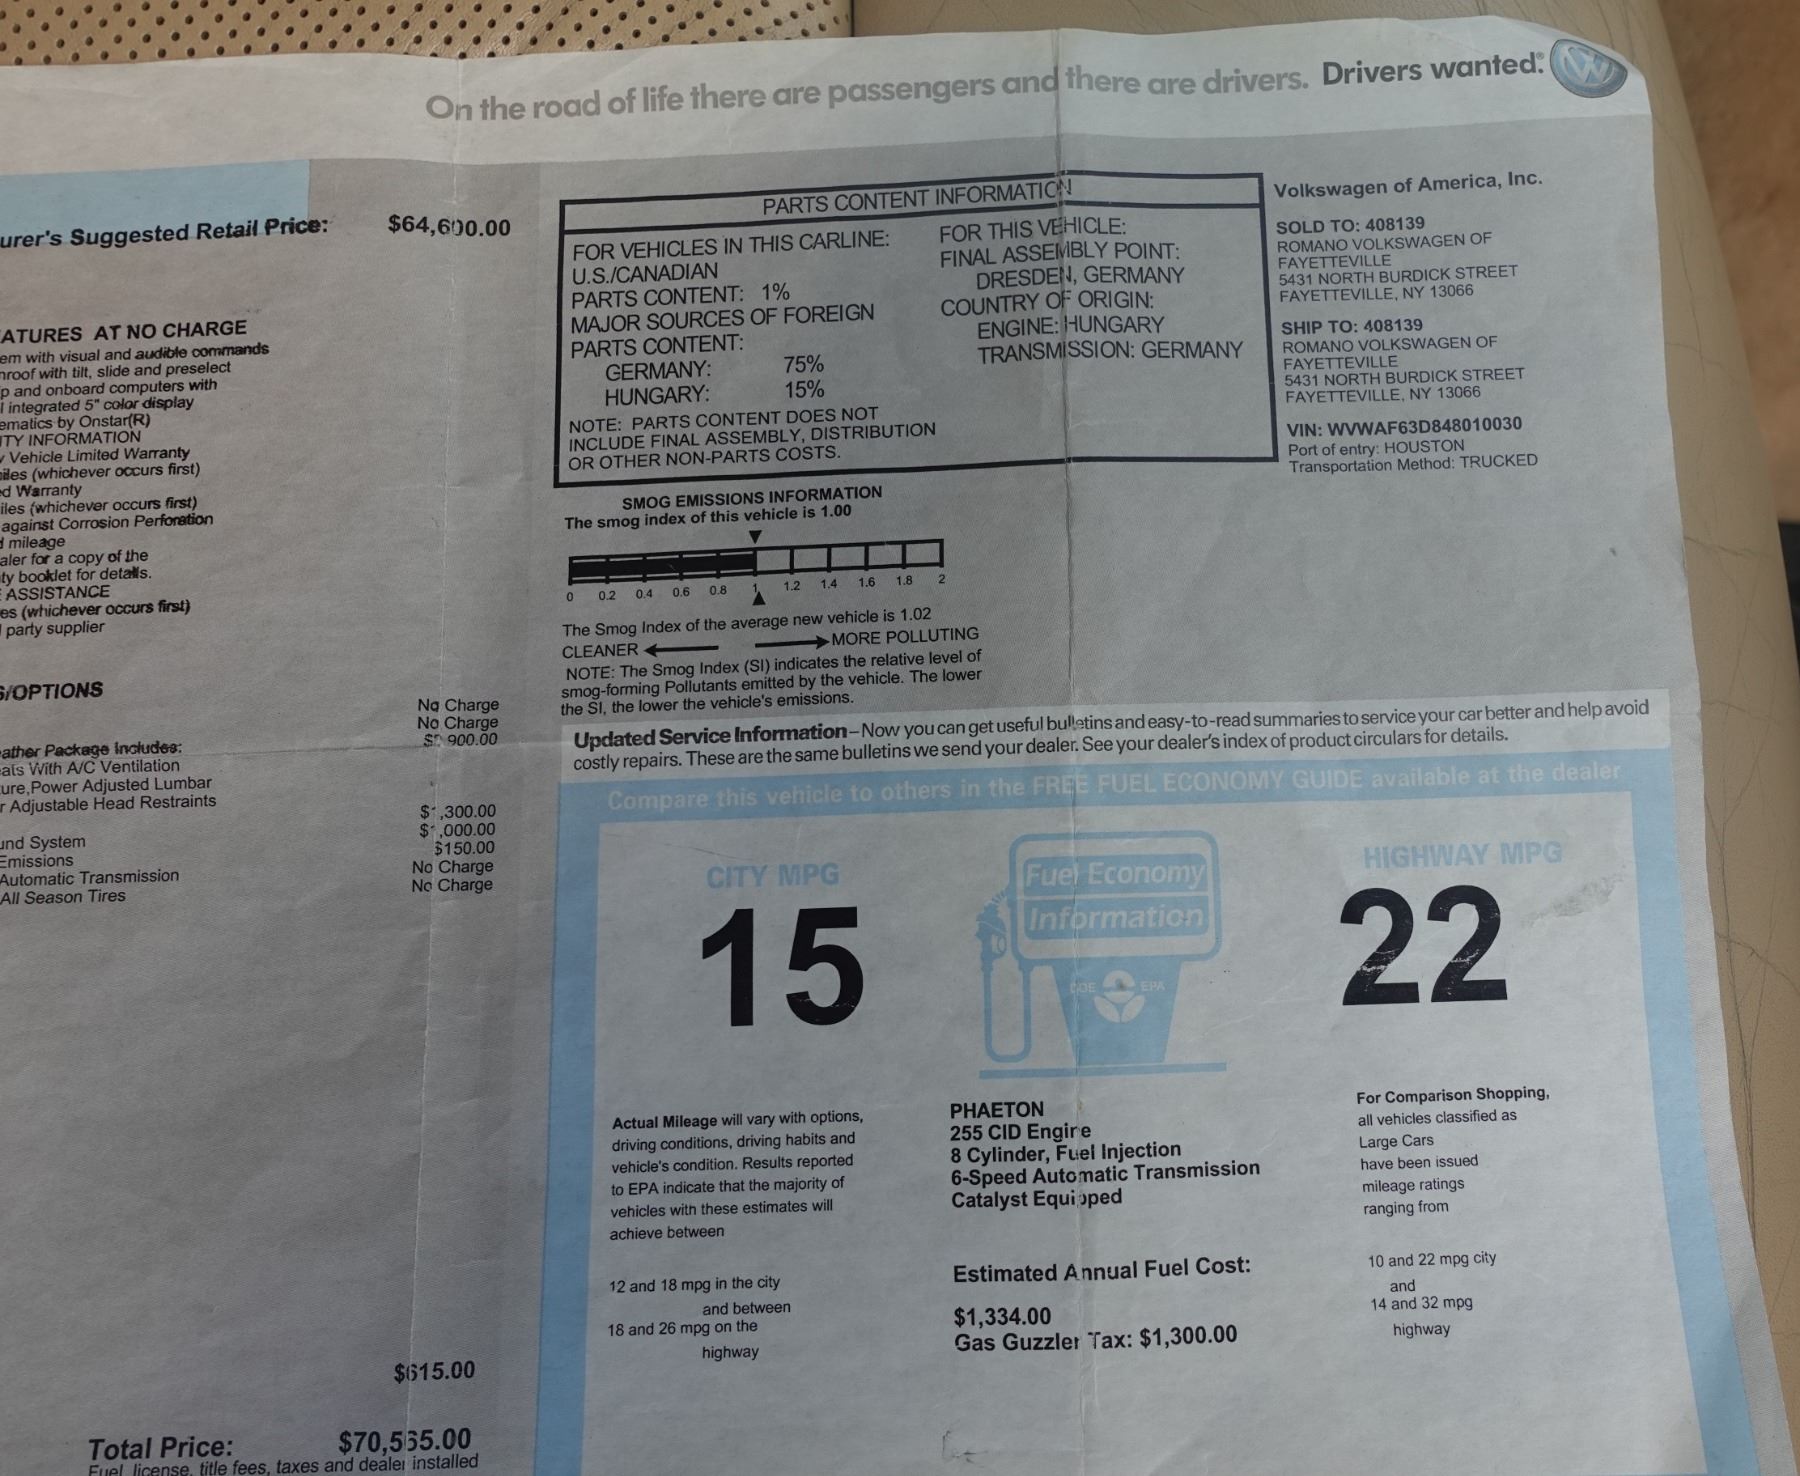 On the road of life there are passengers and there are drivers. Drivers wanted.®
urer's Suggested Retail Price: $64,600.00
ATURES AT NO CHARGE
em with visual and audible commands
nroof with tilt, slide and preselect
p and onboard computers with
l integrated 5" color display
ematics by Onstar(R)
TY INFORMATION
Vehicle Limited Warranty
iles (whichever occurs first)
ed Warranty
iles (whichever occurs first)
against Corrosion Perforation
d mileage
aler for a copy of the
ty booklet for details.
ASSISTANCE
es (whichever occurs first)
party supplier
S/OPTIONS
No Charge
No Charge
900.00
eather Package Includes:
eats With A/C Ventilation
ure,Power Adjusted Lumbar
r Adjustable Head Restraints
$1,300.00
$1,000.00
und System $150.00
Emissions No Charge
Automatic Transmission No Charge
All Season Tires
$615.00
Total Price: $70,565.00
Fuel, license, title fees, taxes and dealer installed
PARTS CONTENT INFORMATION
FOR VEHICLES IN THIS CARLINE:
U.S./CANADIAN
PARTS CONTENT: 1%
MAJOR SOURCES OF FOREIGN
PARTS CONTENT:
GERMANY: 75%
HUNGARY: 15%
NOTE: PARTS CONTENT DOES NOT
INCLUDE FINAL ASSEMBLY, DISTRIBUTION
OR OTHER NON-PARTS COSTS.
FOR THIS VEHICLE:
FINAL ASSEMBLY POINT:
DRESDEN, GERMANY
COUNTRY OF ORIGIN:
ENGINE: HUNGARY
TRANSMISSION: GERMANY
Volkswagen of America, Inc.
SOLD TO: 408139
ROMANO VOLKSWAGEN OF
FAYETTEVILLE
5431 NORTH BURDICK STREET
FAYETTEVILLE, NY 13066
SHIP TO: 408139
ROMANO VOLKSWAGEN OF
FAYETTEVILLE
5431 NORTH BURDICK STREET
FAYETTEVILLE, NY 13066
VIN: WVWAF63D848010030
Port of entry: HOUSTON
Transportation Method: TRUCKED
SMOG EMISSIONS INFORMATION
The smog index of this vehicle is 1.00
0 0.2 0.4 0.6 0.8 1 1.2 1.4 1.6 1.8 2
The Smog Index of the average new vehicle is 1.02
CLEANER MORE POLLUTING
NOTE: The Smog Index (SI) indicates the relative level of
smog-forming Pollutants emitted by the vehicle. The lower
the SI, the lower the vehicle's emissions.
Updated Service Information–Now you can get useful bulletins and easy-to-read summaries to service your car better and help avoid
costly repairs. These are the same bulletins we send your dealer. See your dealer's index of product circulars for details.
Compare this vehicle to others in the FREE FUEL ECONOMY GUIDE available at the dealer
CITY MPG
15
Fuel Economy
Information
DOE EPA
HIGHWAY MPG
22
Actual Mileage will vary with options,
driving conditions, driving habits and
vehicle's condition. Results reported
to EPA indicate that the majority of
vehicles with these estimates will
achieve between
12 and 18 mpg in the city
and between
18 and 26 mpg on the
highway
PHAETON
255 CID Engine
8 Cylinder, Fuel Injection
6-Speed Automatic Transmission
Catalyst Equipped
Estimated Annual Fuel Cost:
$1,334.00
Gas Guzzler Tax: $1,300.00
For Comparison Shopping,
all vehicles classified as
Large Cars
have been issued
mileage ratings
ranging from
10 and 22 mpg city
and
14 and 32 mpg
highway